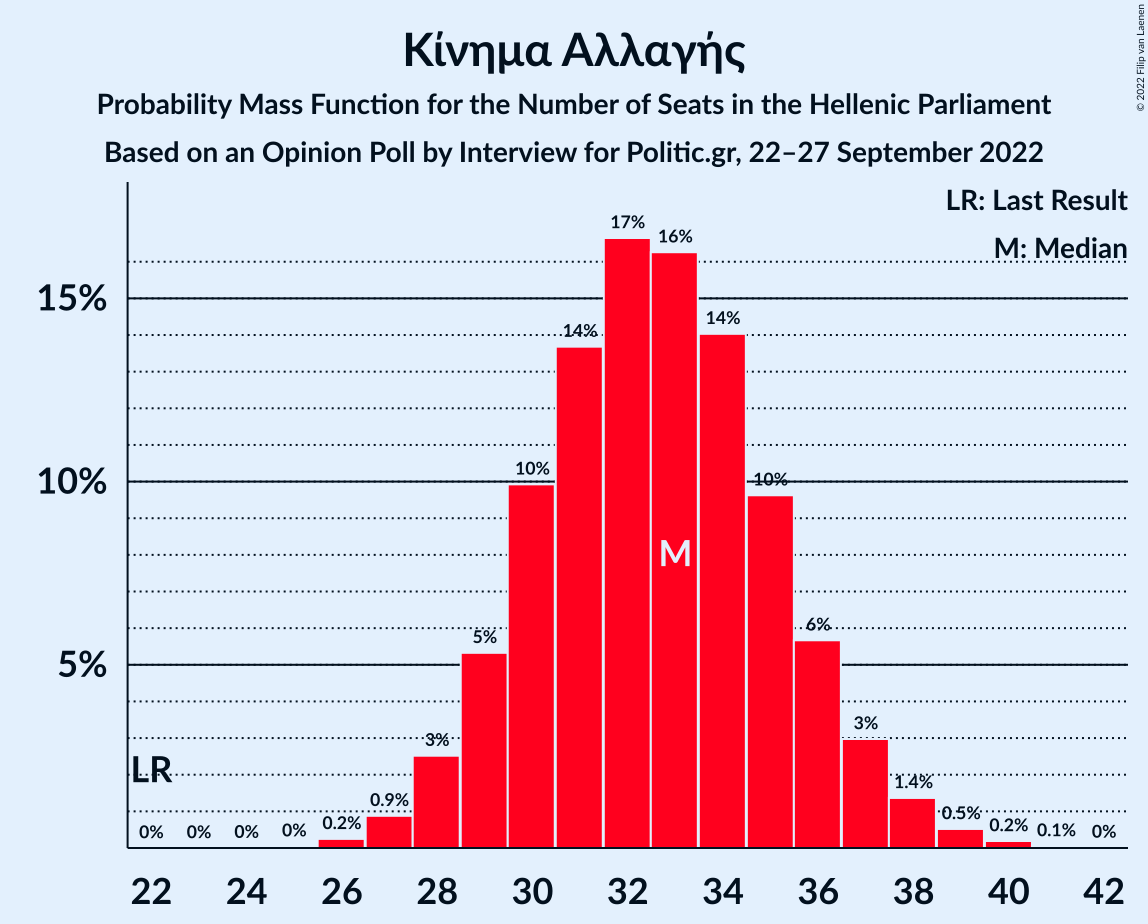 © 2022 Filip van Laenen
Κίνημα Αλλαγής
Probability Mass Function for the Number of Seats in the Hellenic Parliament
Based on an Opinion Poll by Interview for Politic.gr, 22–27 September 2022
LR: Last Result
M: Median
15%
10%
5%
LR
M
0%
0%
0%
0%
0.2%
0.9%
3%
5%
10%
14%
17%
16%
14%
10%
6%
3%
1.4%
0.5%
0.2%
0.1%
0%
22 24 26 28 30 32 34 36 38 40 42